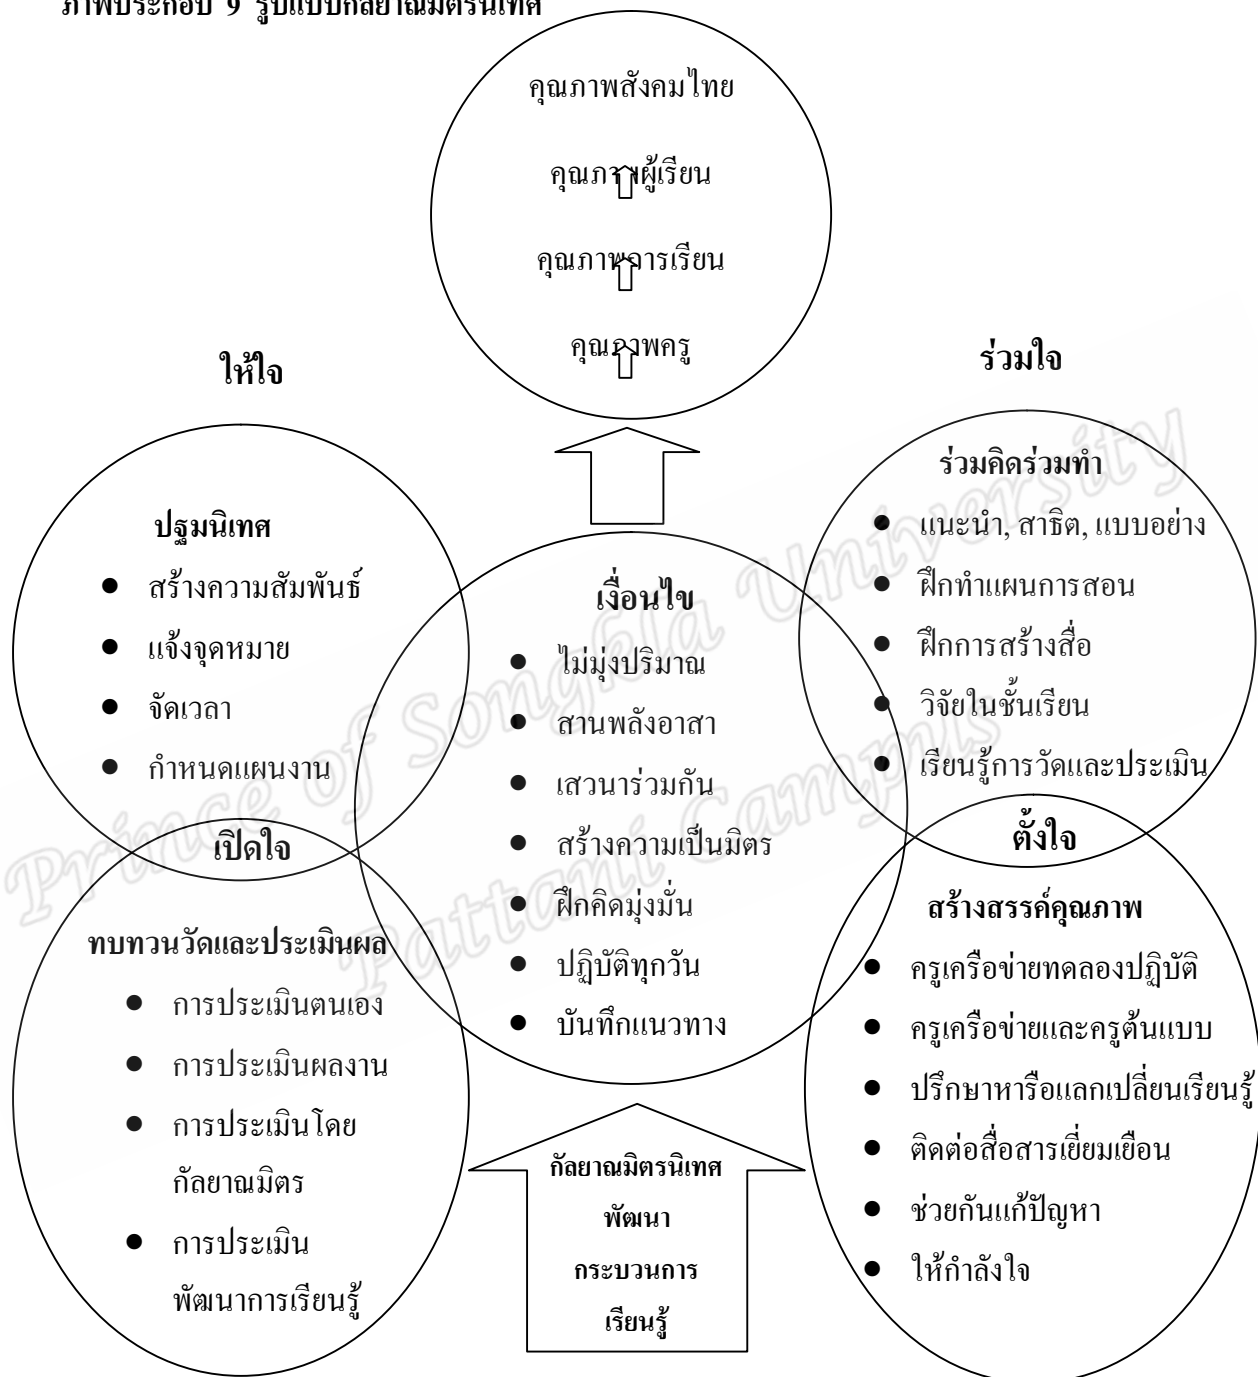 ภาพประกอบ 9 รูปแบบกัลยาณมิตรนิเทศ
คุณภาพสังคมไทย
คุณภาพผู้เรียน
คุณภาพการเรียน
คุณภาพครู
ให้ใจ
ปฐมนิเทศ
● สร้างความสัมพันธ์
● แจ้งจุดหมาย
● จัดเวลา
● กำหนดแผนงาน
ร่วมใจ
ร่วมคิดร่วมทำ
● แนะนำ, สาธิต, แบบอย่าง
● ฝึกทำแผนการสอน
● ฝึกการสร้างสื่อ
● วิจัยในชั้นเรียน
● เรียนรู้การวัดและประเมิน
เงื่อนไข
● ไม่มุ่งปริมาณ
● สานพลังอาสา
● เสวนาร่วมกัน
● สร้างความเป็นมิตร
● ฝึกคิดมุ่งมั่น
● ปฏิบัติทุกวัน
● บันทึกแนวทาง
เปิดใจ
ทบทวนวัดและประเมินผล
● การประเมินตนเอง
● การประเมินผลงาน
● การประเมินโดย
กัลยาณมิตร
● การประเมิน
พัฒนาการเรียนรู้
ตั้งใจ
สร้างสรรค์คุณภาพ
● ครูเครือข่ายทดลองปฏิบัติ
● ครูเครือข่ายและครูต้นแบบ
● ปรึกษาหารือแลกเปลี่ยนเรียนรู้
● ติดต่อสื่อสารเยี่ยมเยือน
● ช่วยกันแก้ปัญหา
● ให้กำลังใจ
กัลยาณมิตรนิเทศ
พัฒนา
กระบวนการ
เรียนรู้
Prince of Songkla University
Pattani Campus